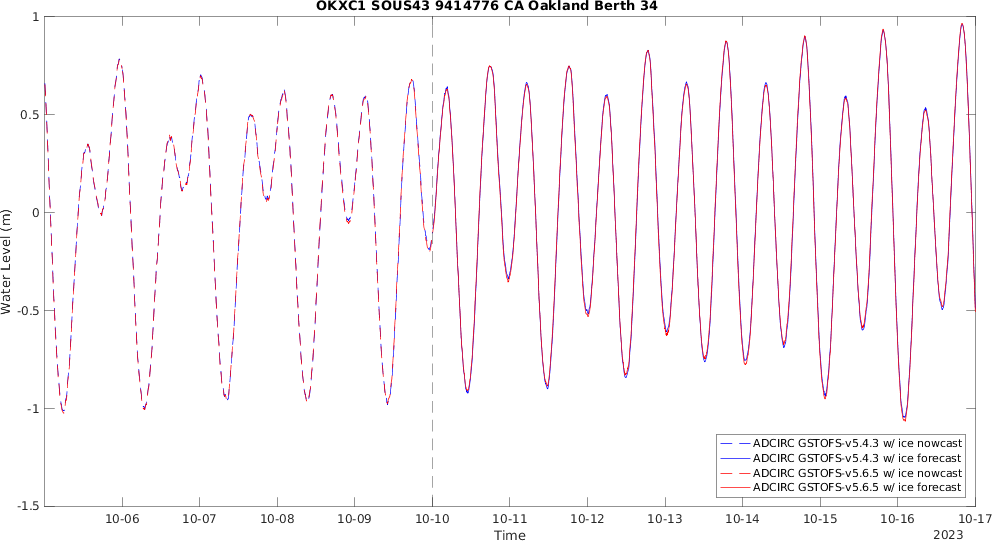 OKXC1 SOUS43 9414776 CA Oakland Berth 34
1
0.5
0
-0.5
-1
-1.5
Water Level (m)
ADCIRC GSTOFS-v5.4.3 w/ ice nowcast
ADCIRC GSTOFS-v5.4.3 w/ ice forecast
ADCIRC GSTOFS-v5.6.5 w/ ice nowcast
ADCIRC GSTOFS-v5.6.5 w/ ice forecast
10-06 10-07 10-08 10-09 10-10 10-11 10-12 10-13 10-14 10-15 10-16 10-17
Time
2023